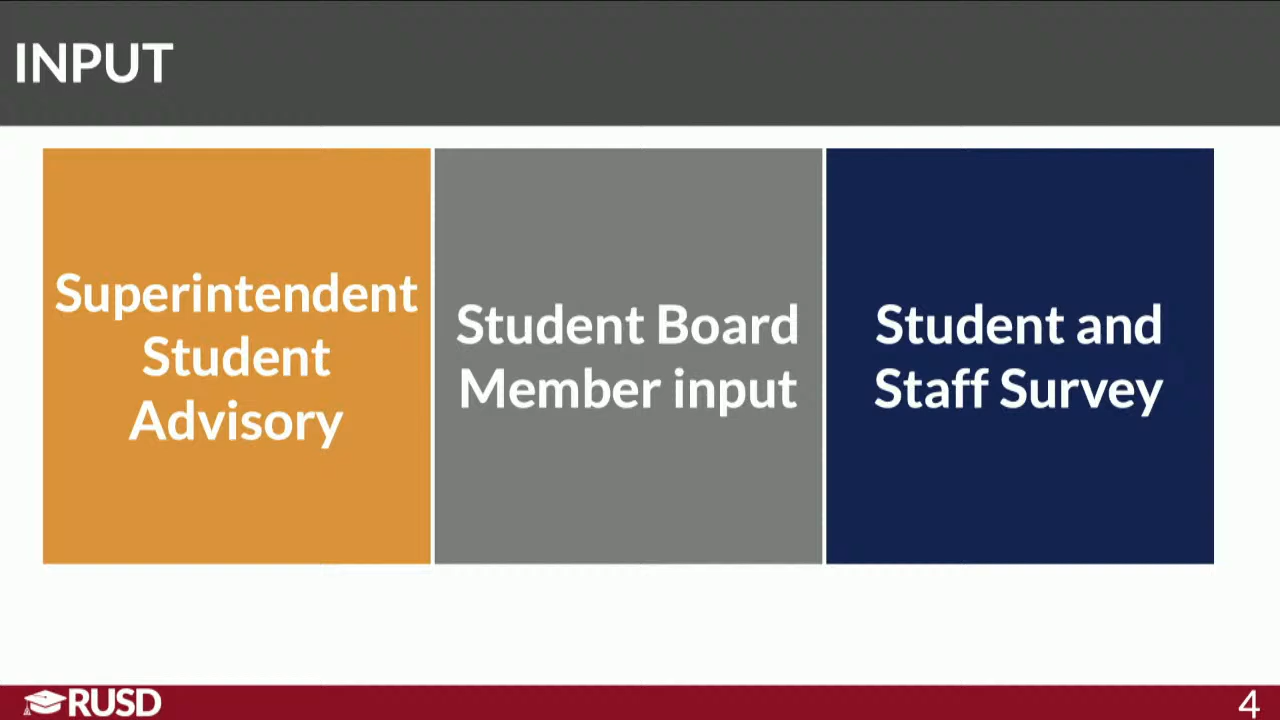 INPUT
Superintendent
Student
Advisory
Student Board
Member input
Student and
Staff Survey
RUSD
4